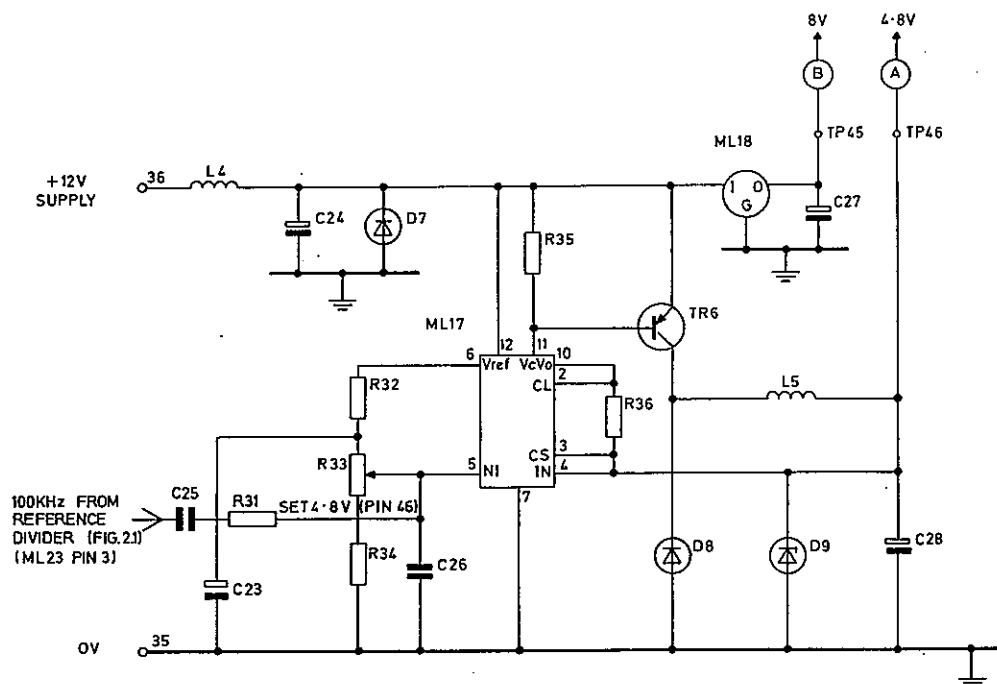 8V
4·8V
B
A
TP45
TP46
ML18
+12V
SUPPLY
36
L4
I O
G
C24
D7
R35
C27
TR6
ML17
6
12
11
10
Vref
VcVo
2
CL
R32
R36
L5
3
CS
R33
5
NI
4
IN
7
100KHz FROM
REFERENCE
DIVIDER (FIG.2.1)
(ML23 PIN 3)
C25
R31
SET 4·8V (PIN 46)
R34
C26
C23
D8
D9
C28
0V
35